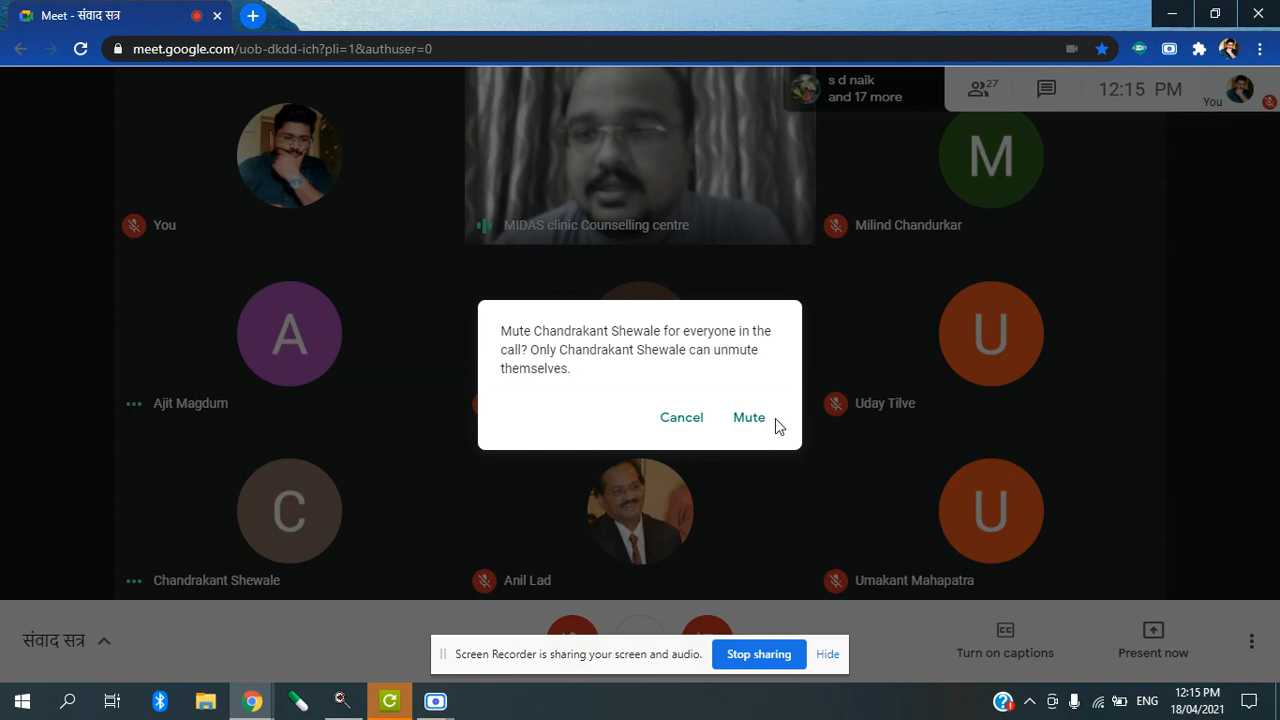 Meet - संवाद सत्र
meet.google.com/uob-dkdd-ich?pli=1&authuser=0
s d naik
and 17 more
27
12:15 PM
You
M
You
MIDAS clinic Counselling centre
Milind Chandurkar
Mute Chandrakant Shewale for everyone in the
call? Only Chandrakant Shewale can unmute
themselves.
Cancel
Mute
A
U
Ajit Magdum
Uday Tilve
C
U
Chandrakant Shewale
Anil Lad
Umakant Mahapatra
संवाद सत्र
CC
Turn on captions
Present now
Screen Recorder is sharing your screen and audio.
Stop sharing
Hide
ENG
12:15 PM
18/04/2021